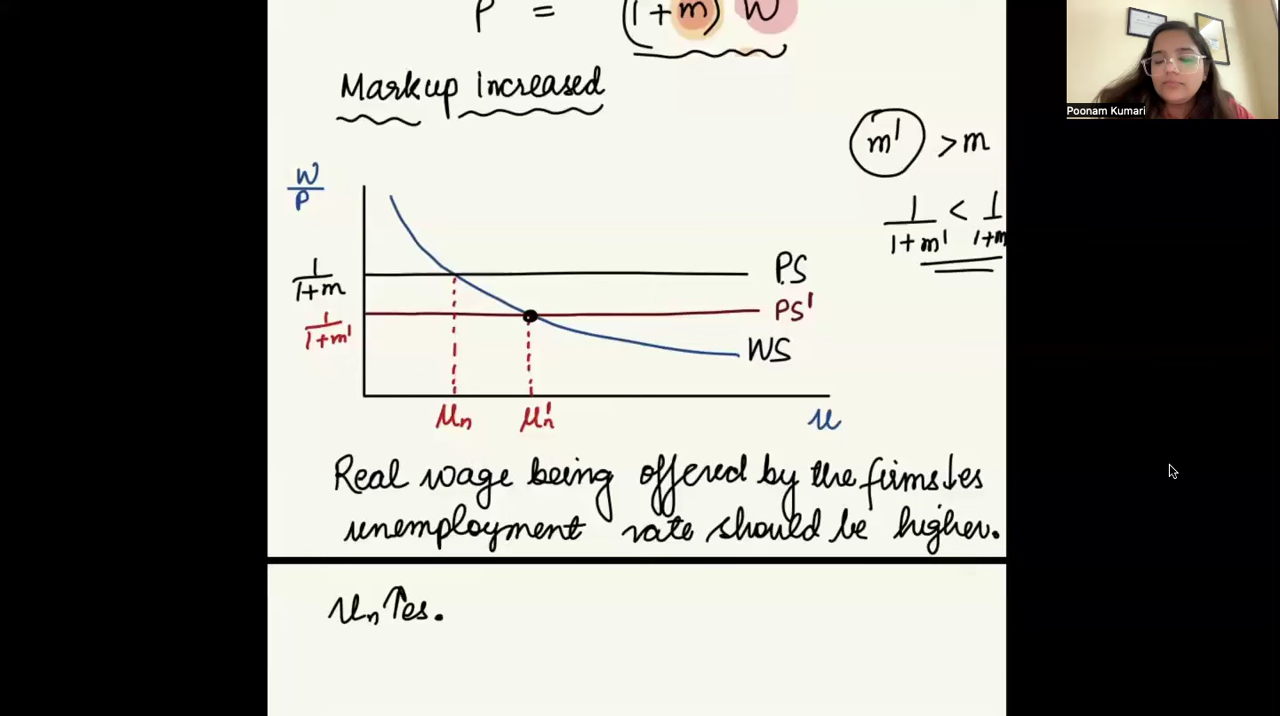 P = (1+m) W
Markup increased
m' > m
1/1+m' < 1/1+m
W/P
1/1+m
PS
1/1+m'
PS'
WS
un
un'
u
Real wage being offered by the firms ↓es
unemployment rate should be higher.
un ↑es.
Poonam Kumari